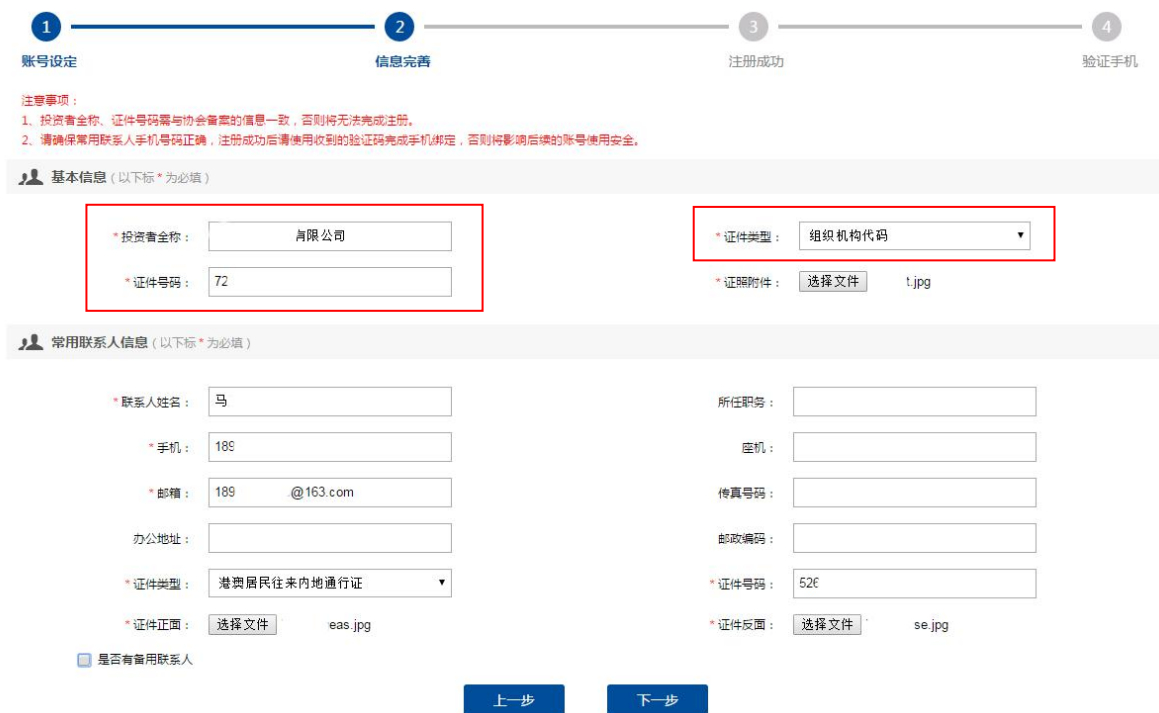 1 2 3 4
账号设定 信息完善 注册成功 验证手机
注意事项：
1、投资者全称、证件号码需与协会备案的信息一致，否则将无法完成注册。
2、请确保常用联系人手机号码正确，注册成功后请使用收到的验证码完成手机绑定，否则将影响后续的账号使用安全。
基本信息（以下标*为必填）
*投资者全称： 有限公司 *证件类型： 组织机构代码
*证件号码： 72 *证照附件： 选择文件 t.jpg
常用联系人信息（以下标*为必填）
*联系人姓名： 马 所任职务：
*手机： 189 座机：
*邮箱： 189 .@163.com 传真号码：
办公地址： 邮政编码：
*证件类型： 港澳居民往来内地通行证 *证件号码： 526
*证件正面： 选择文件 eas.jpg *证件反面： 选择文件 se.jpg
是否有备用联系人
上一步 下一步